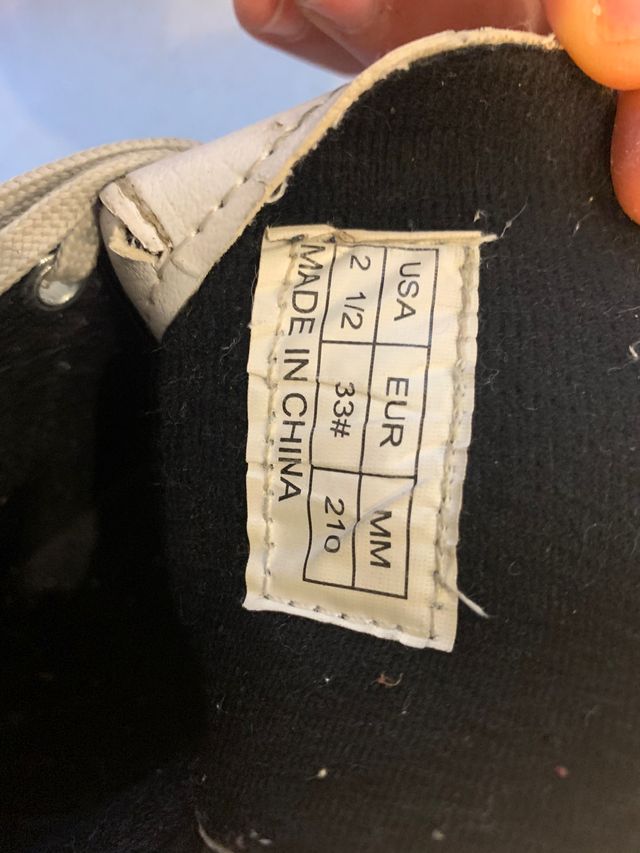 USA EUR MM
2 1/2 33# 210
MADE IN CHINA